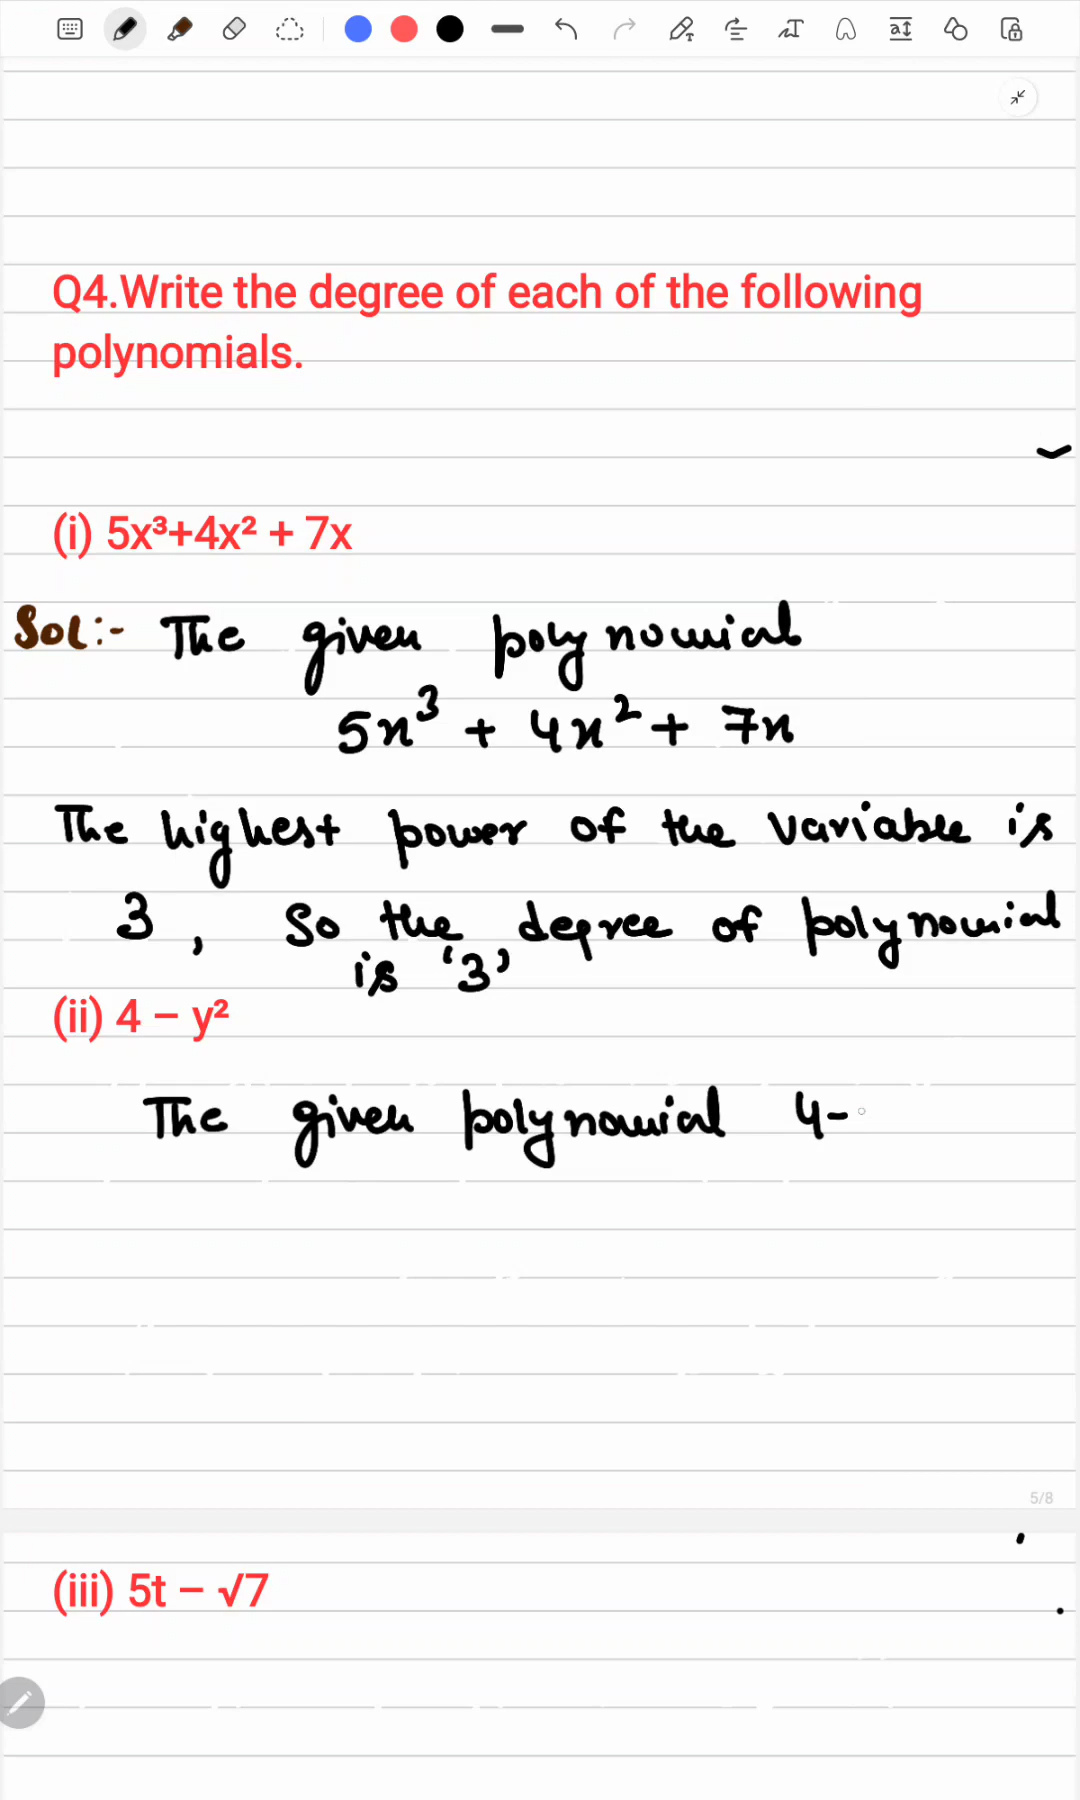 Q4.Write the degree of each of the following
polynomials.
(i) 5x³+4x² + 7x
Sol:- The given polynomial
5x³ + 4x² + 7x
The highest power of the variable is
3, So the degree of polynomial
is '3'
(ii) 4 – y²
The given polynomial 4-
5/8
(iii) 5t – √7